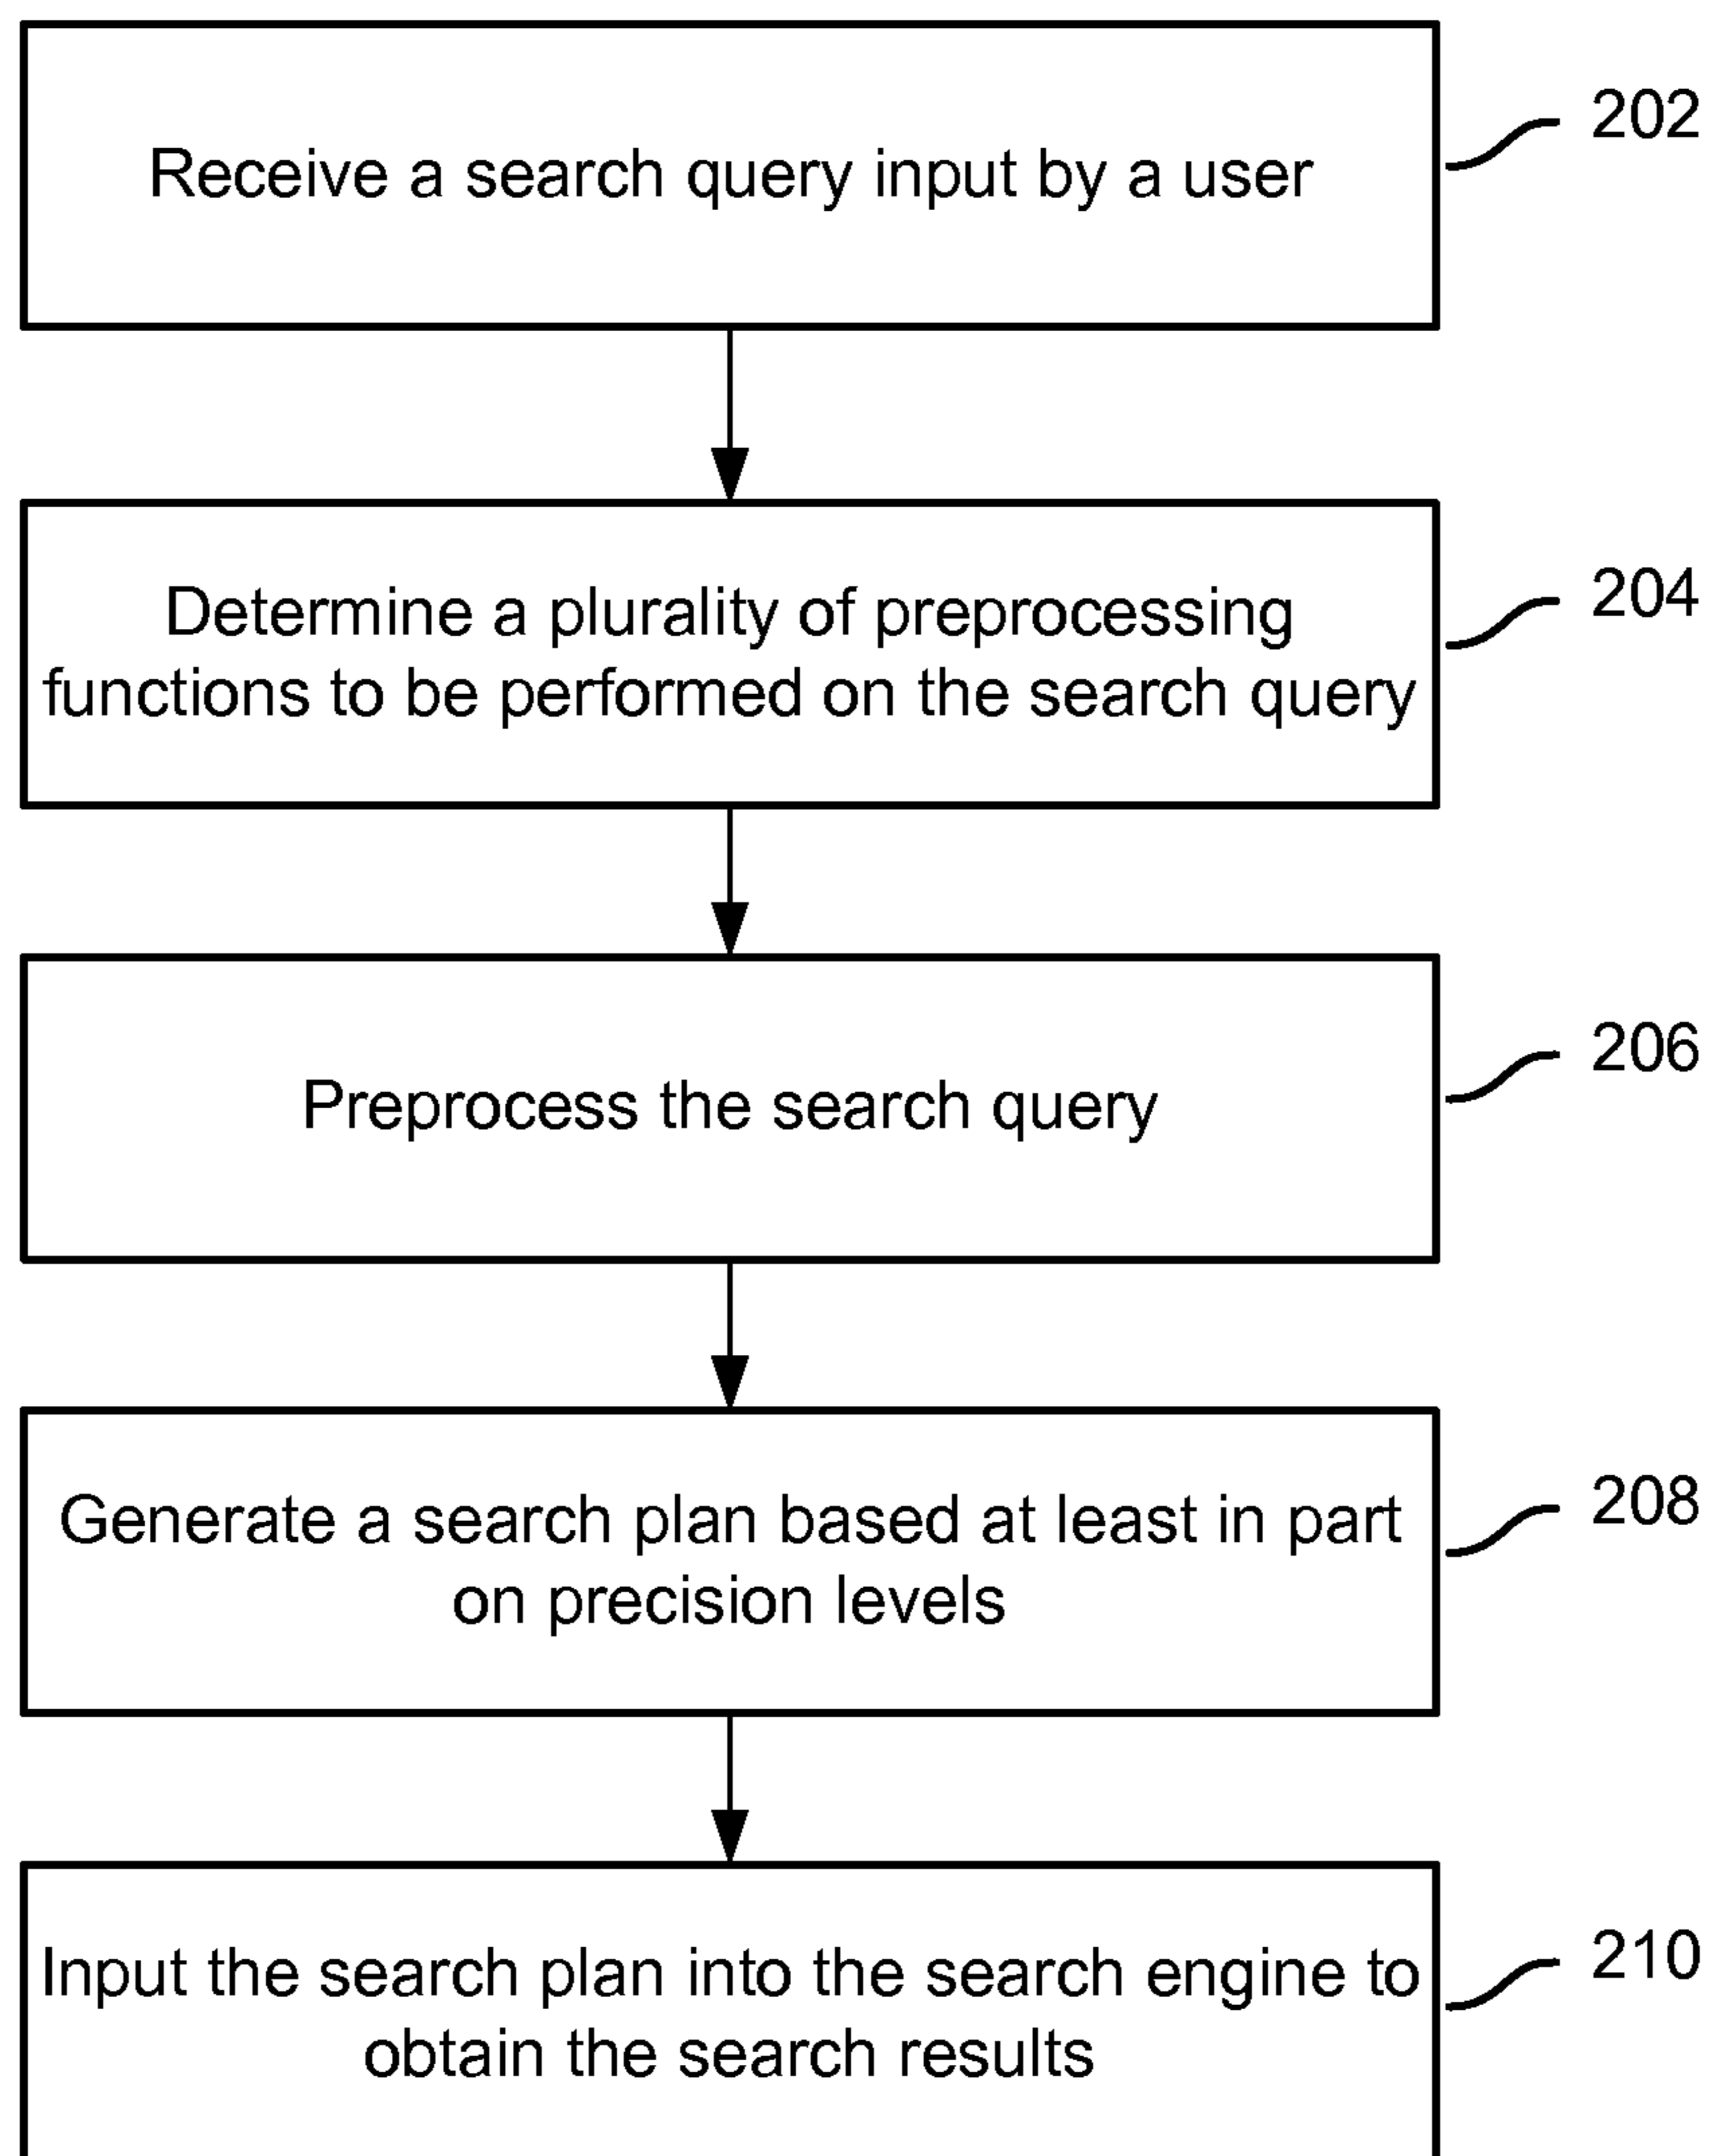 Receive a search query input by a user
202
Determine a plurality of preprocessing
functions to be performed on the search query
204
Preprocess the search query
206
Generate a search plan based at least in part
on precision levels
208
Input the search plan into the search engine to
obtain the search results
210